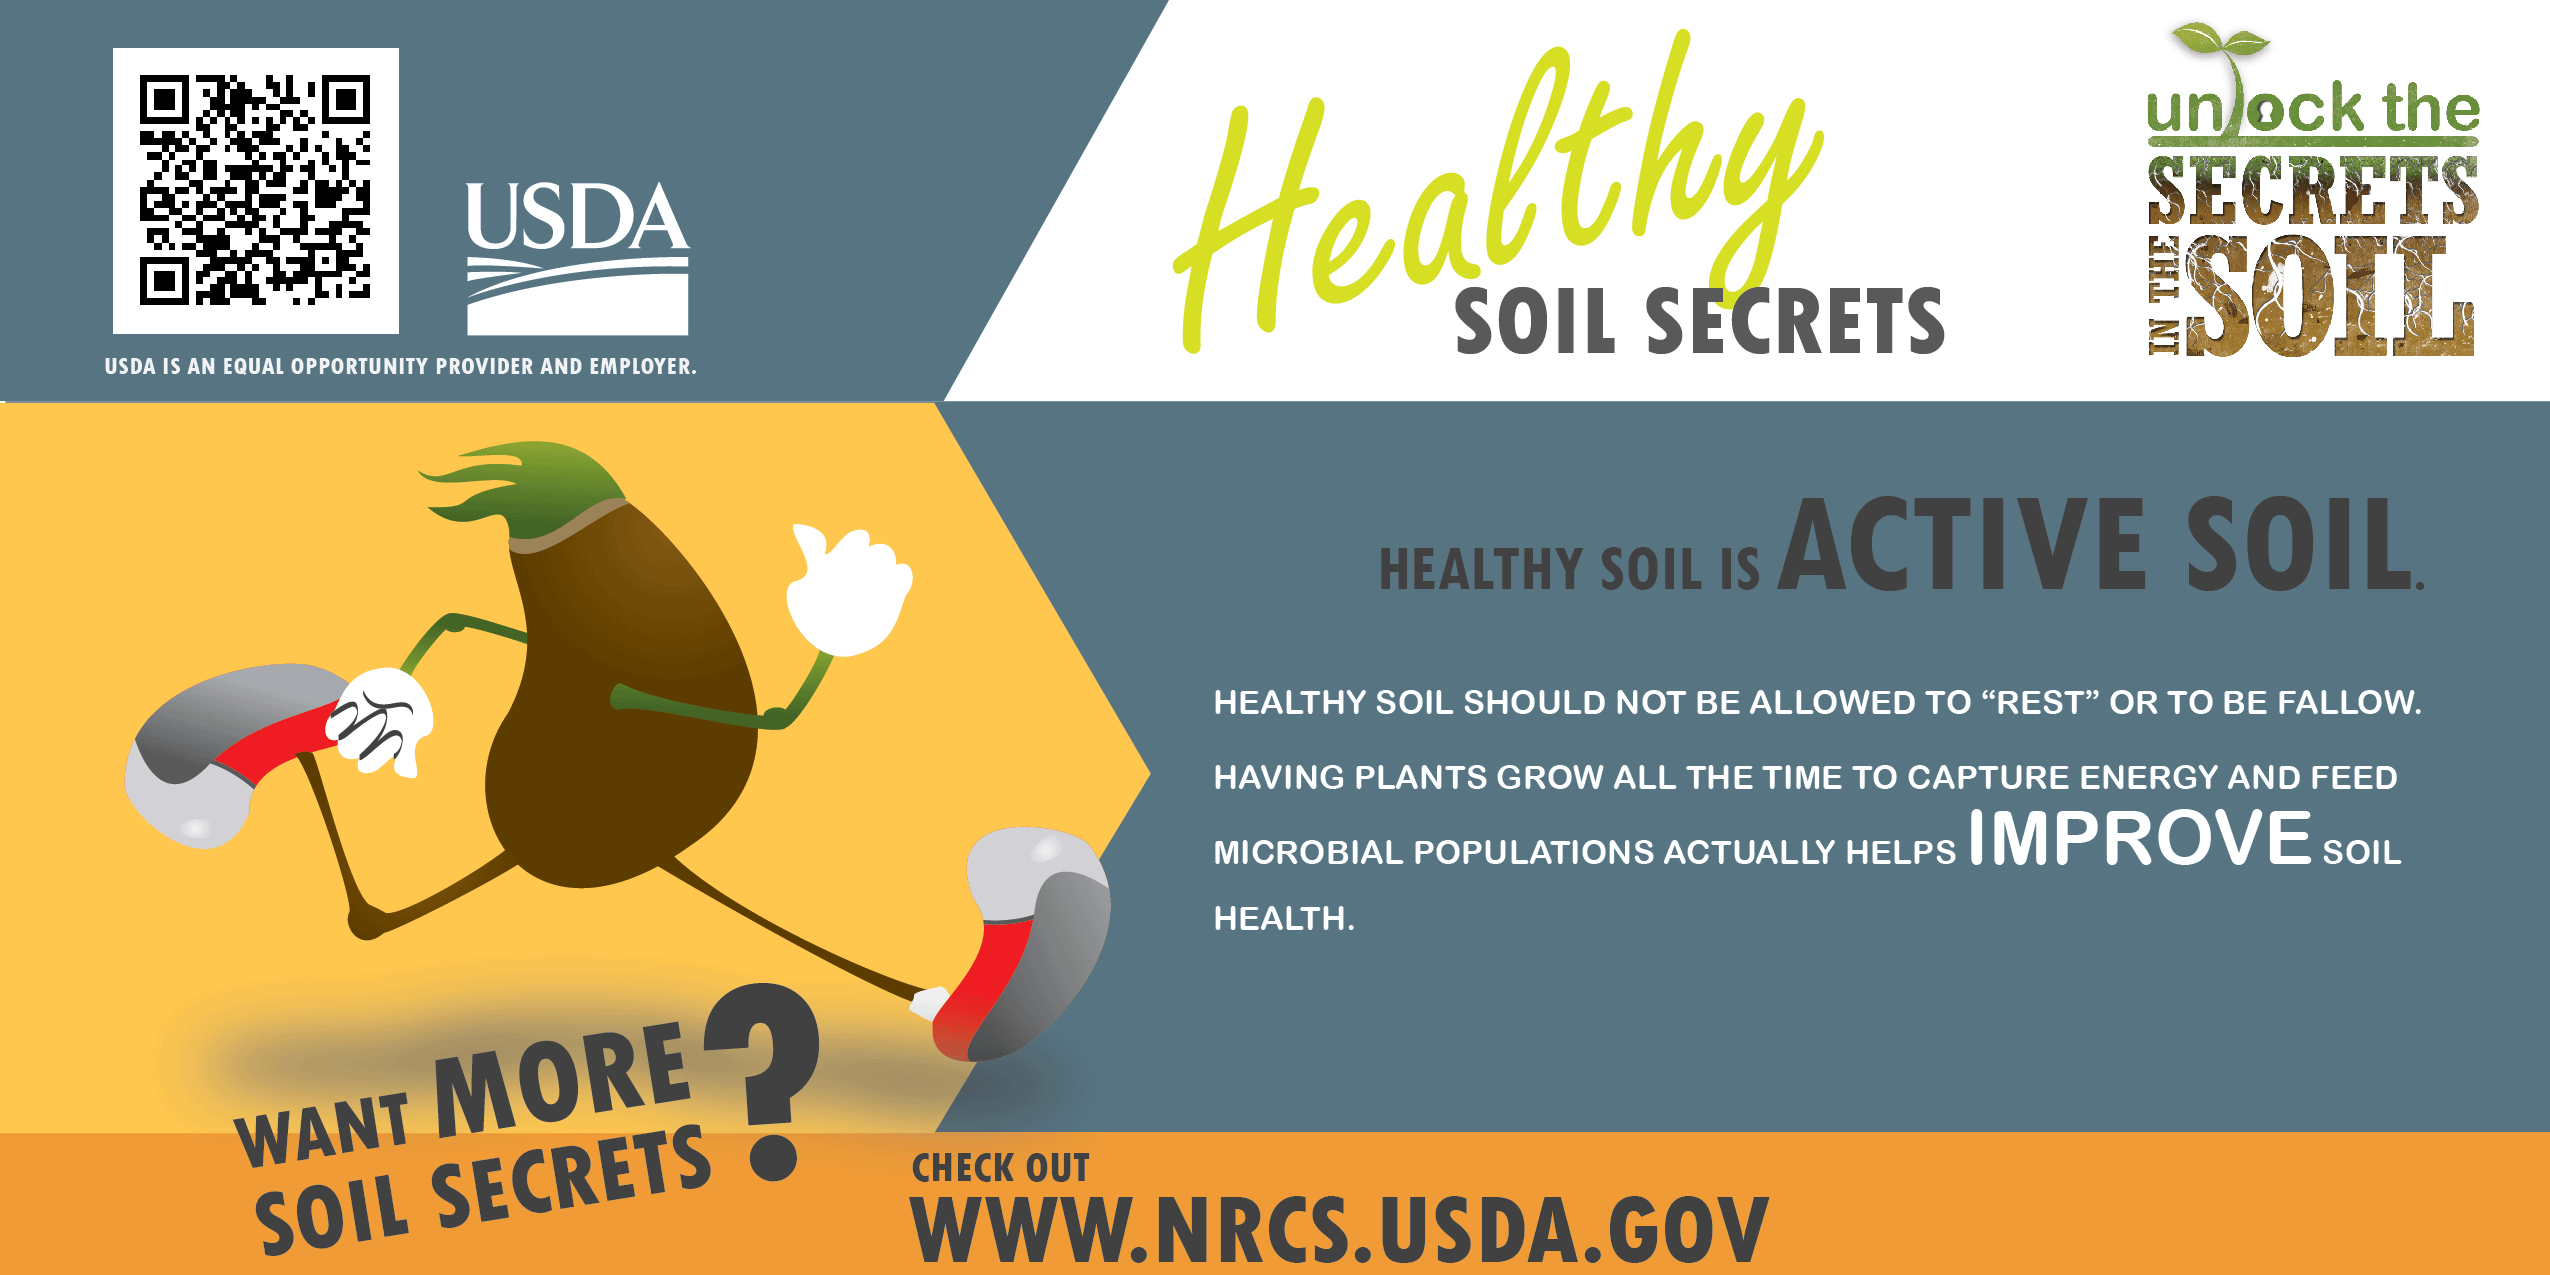 USDA
USDA IS AN EQUAL OPPORTUNITY PROVIDER AND EMPLOYER.
Healthy
SOIL SECRETS
unlock the
SECRETS
IN THE
SOIL
HEALTHY SOIL IS ACTIVE SOIL.
HEALTHY SOIL SHOULD NOT BE ALLOWED TO “REST” OR TO BE FALLOW.
HAVING PLANTS GROW ALL THE TIME TO CAPTURE ENERGY AND FEED
MICROBIAL POPULATIONS ACTUALLY HELPS IMPROVE SOIL
HEALTH.
WANT MORE
SOIL SECRETS?
CHECK OUT
WWW.NRCS.USDA.GOV